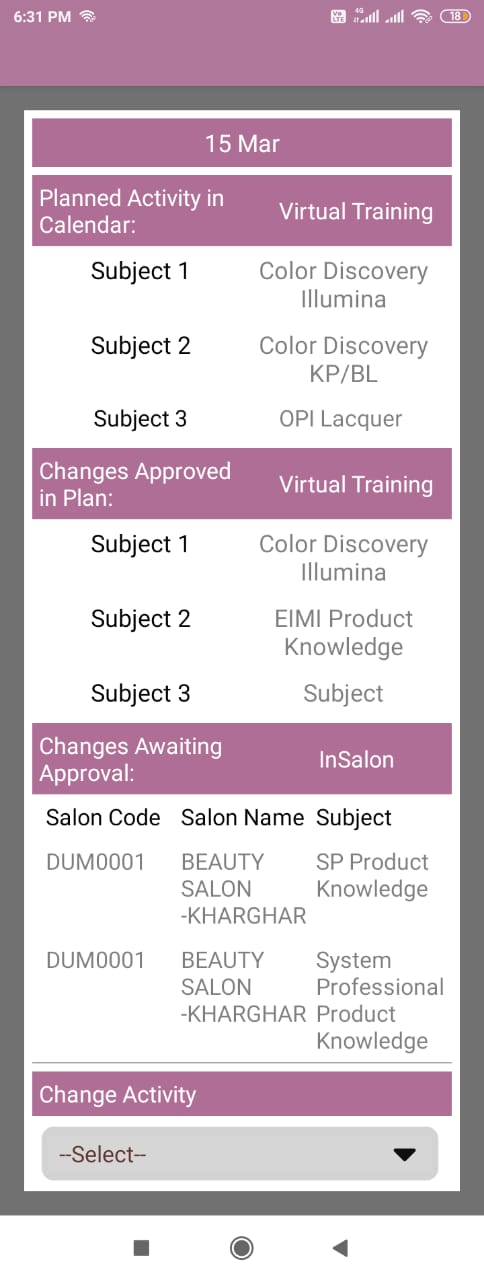 6:31 PM
Vo LTE 4G 18
15 Mar
Planned Activity in
Calendar:
Virtual Training
Subject 1
Color Discovery
Illumina
Subject 2
Color Discovery
KP/BL
Subject 3
OPI Lacquer
Changes Approved
in Plan:
Virtual Training
Subject 1
Color Discovery
Illumina
Subject 2
EIMI Product
Knowledge
Subject 3
Subject
Changes Awaiting
Approval:
InSalon
Salon Code Salon Name Subject
DUM0001 BEAUTY SP Product
SALON Knowledge
-KHARGHAR
DUM0001 BEAUTY System
SALON Professional
-KHARGHAR Product
Knowledge
Change Activity
--Select--